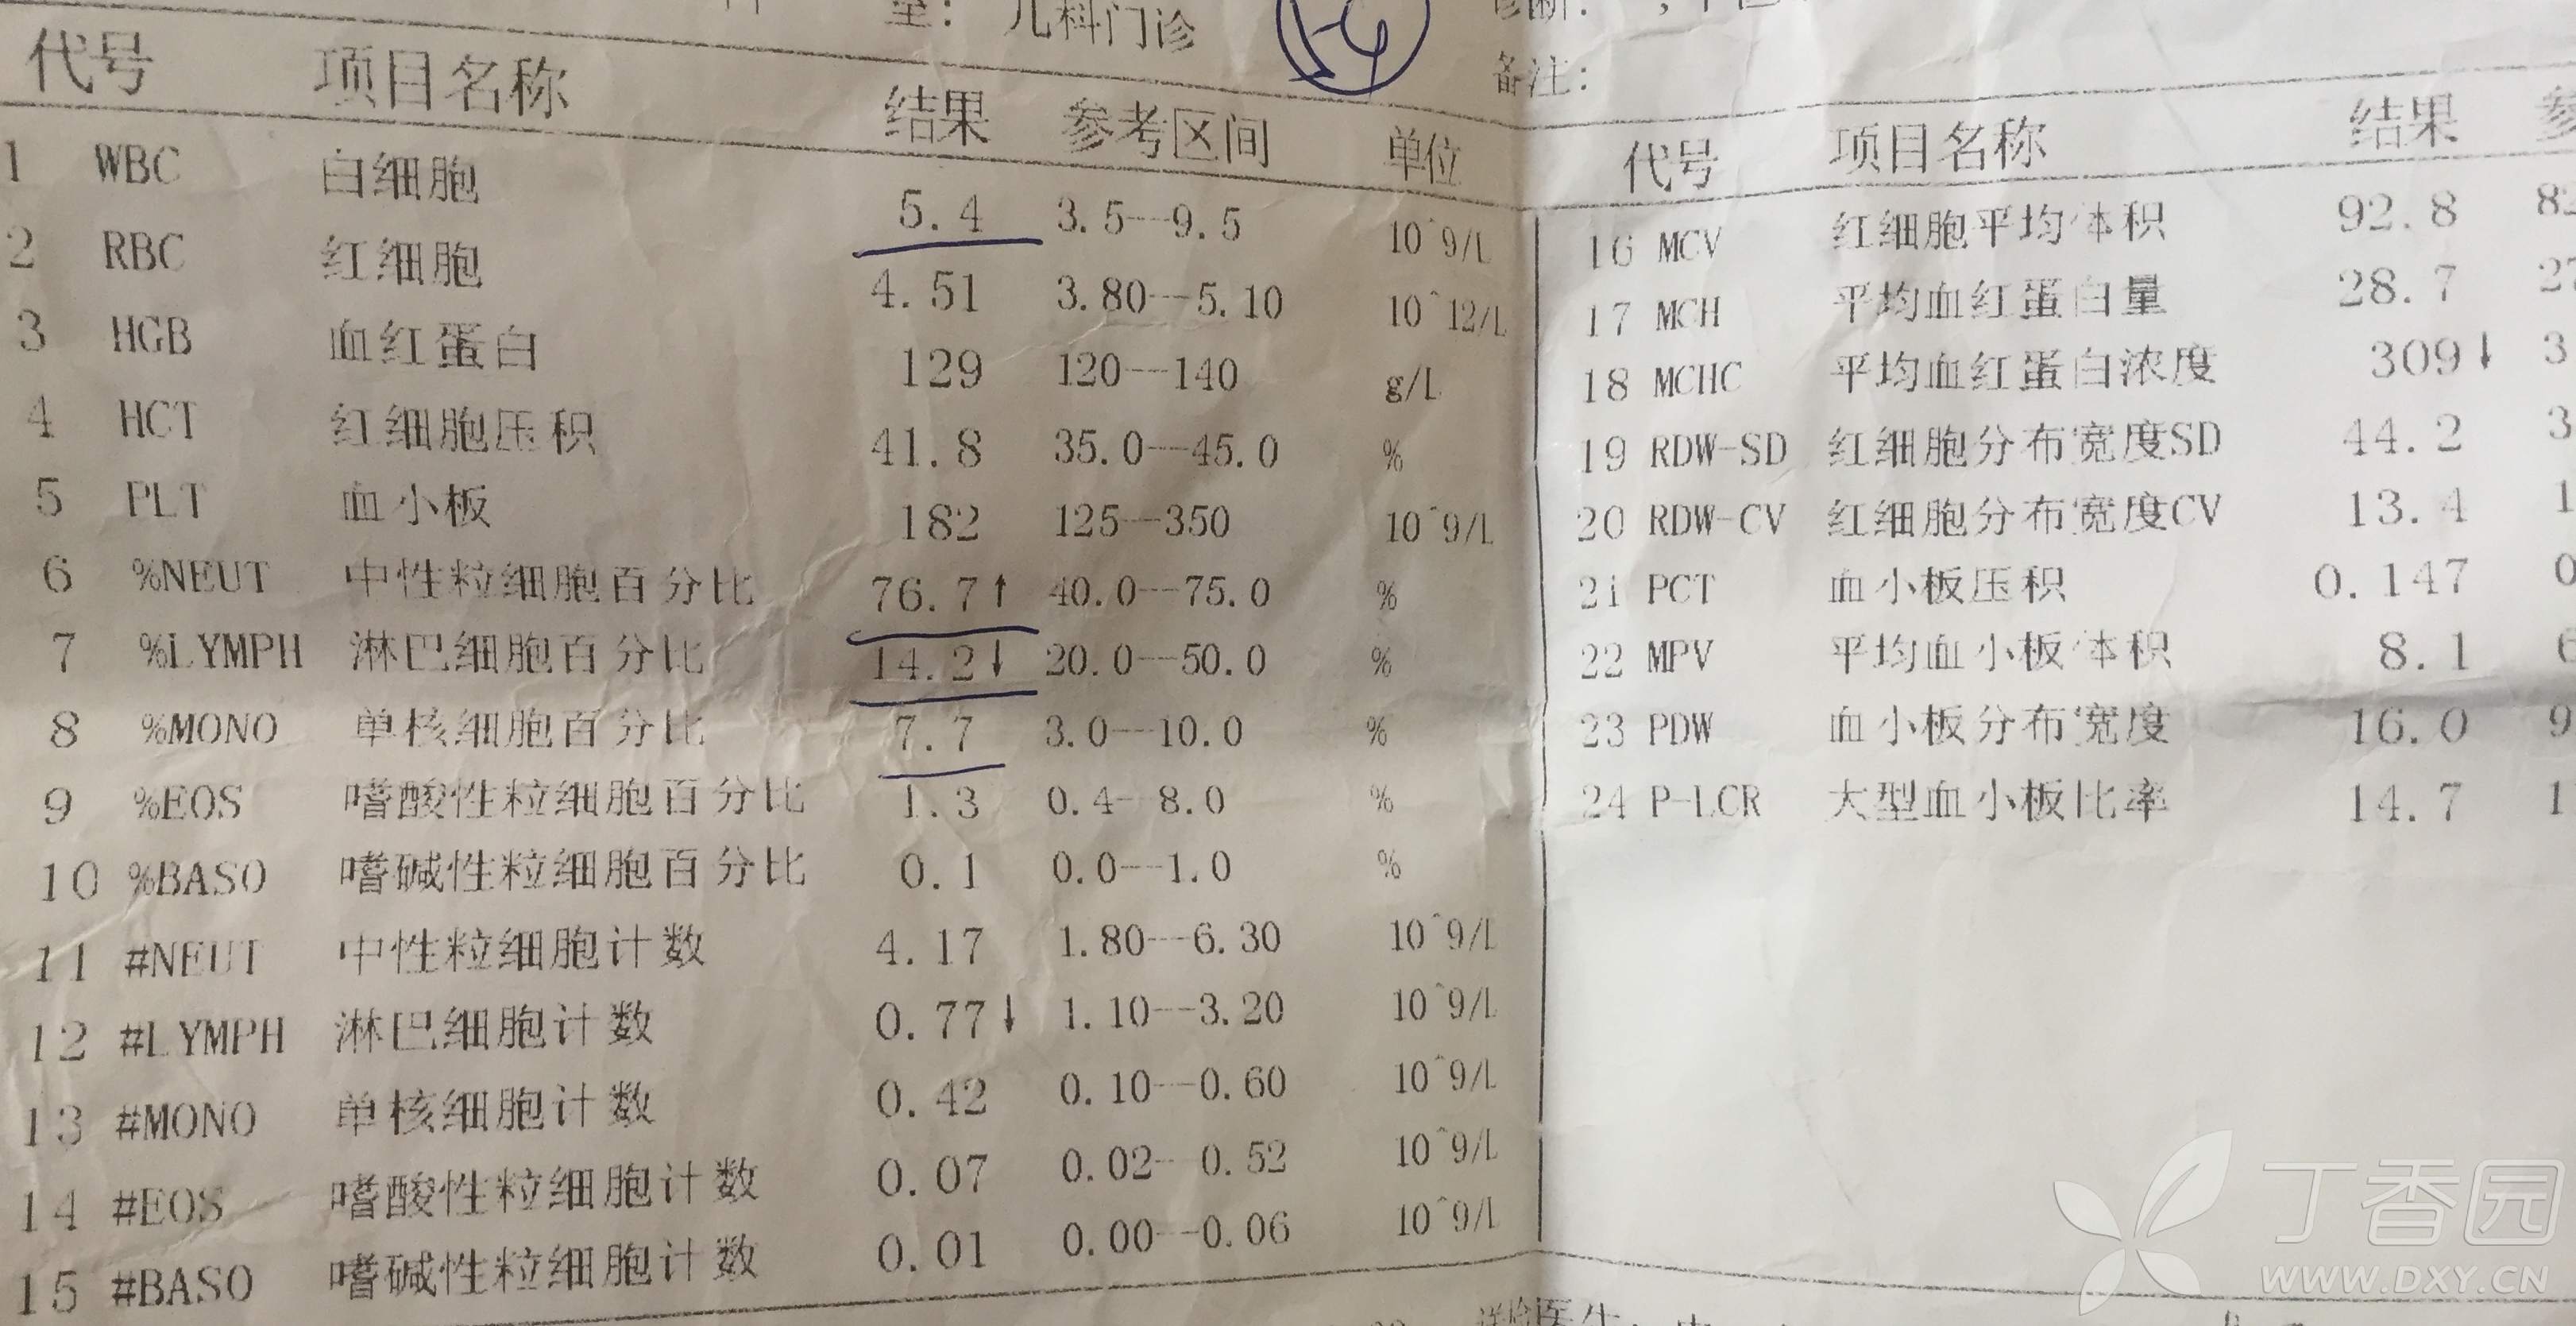 室： 儿科门诊
诊断：
备注：
代号 项目名称 结果 参考区间 单位
1 WBC 白细胞 5.4 3.5--9.5 10^9/L
2 RBC 红细胞 4.51 3.80--5.10 10^12/L
3 HGB 血红蛋白 129 120--140 g/L
4 HCT 红细胞压积 41.8 35.0--45.0 %
5 PLT 血小板 182 125--350 10^9/L
6 %NEUT 中性粒细胞百分比 76.7↑ 40.0--75.0 %
7 %LYMPH 淋巴细胞百分比 14.2↓ 20.0--50.0 %
8 %MONO 单核细胞百分比 7.7 3.0--10.0 %
9 %EOS 嗜酸性粒细胞百分比 1.3 0.4--8.0 %
10 %BASO 嗜碱性粒细胞百分比 0.1 0.0--1.0 %
11 #NEUT 中性粒细胞计数 4.17 1.80--6.30 10^9/L
12 #LYMPH 淋巴细胞计数 0.77↓ 1.10--3.20 10^9/L
13 #MONO 单核细胞计数 0.42 0.10--0.60 10^9/L
14 #EOS 嗜酸性粒细胞计数 0.07 0.02--0.52 10^9/L
15 #BASO 嗜碱性粒细胞计数 0.01 0.00--0.06 10^9/L
代号 项目名称 结果
16 MCV 红细胞平均体积 92.8
17 MCH 平均血红蛋白量 28.7
18 MCHC 平均血红蛋白浓度 309↓
19 RDW-SD 红细胞分布宽度SD 44.2
20 RDW-CV 红细胞分布宽度CV 13.4
21 PCT 血小板压积 0.147
22 MPV 平均血小板体积 8.1
23 PDW 血小板分布宽度 16.0
24 P-LCR 大型血小板比率 14.7
送检医生：
丁香园
WWW.DXY.CN